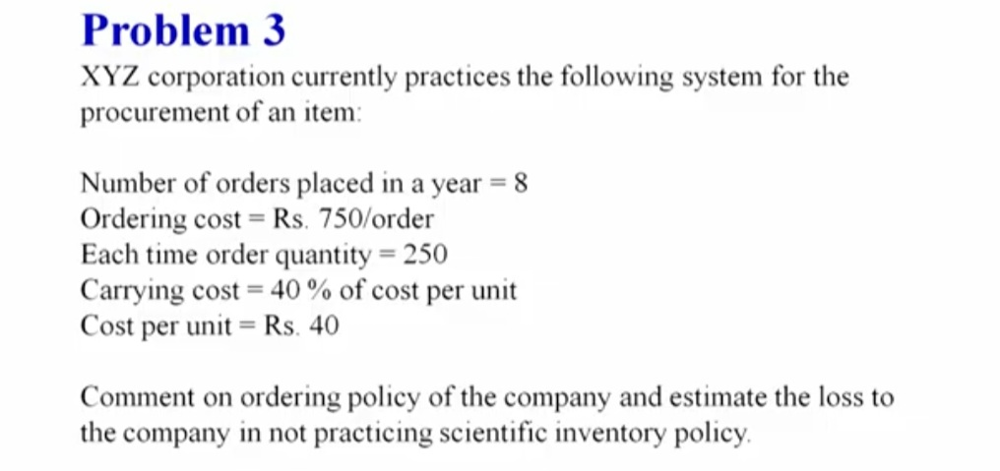 Problem 3
XYZ corporation currently practices the following system for the
procurement of an item:
Number of orders placed in a year = 8
Ordering cost = Rs. 750/order
Each time order quantity = 250
Carrying cost = 40 % of cost per unit
Cost per unit = Rs. 40
Comment on ordering policy of the company and estimate the loss to
the company in not practicing scientific inventory policy.